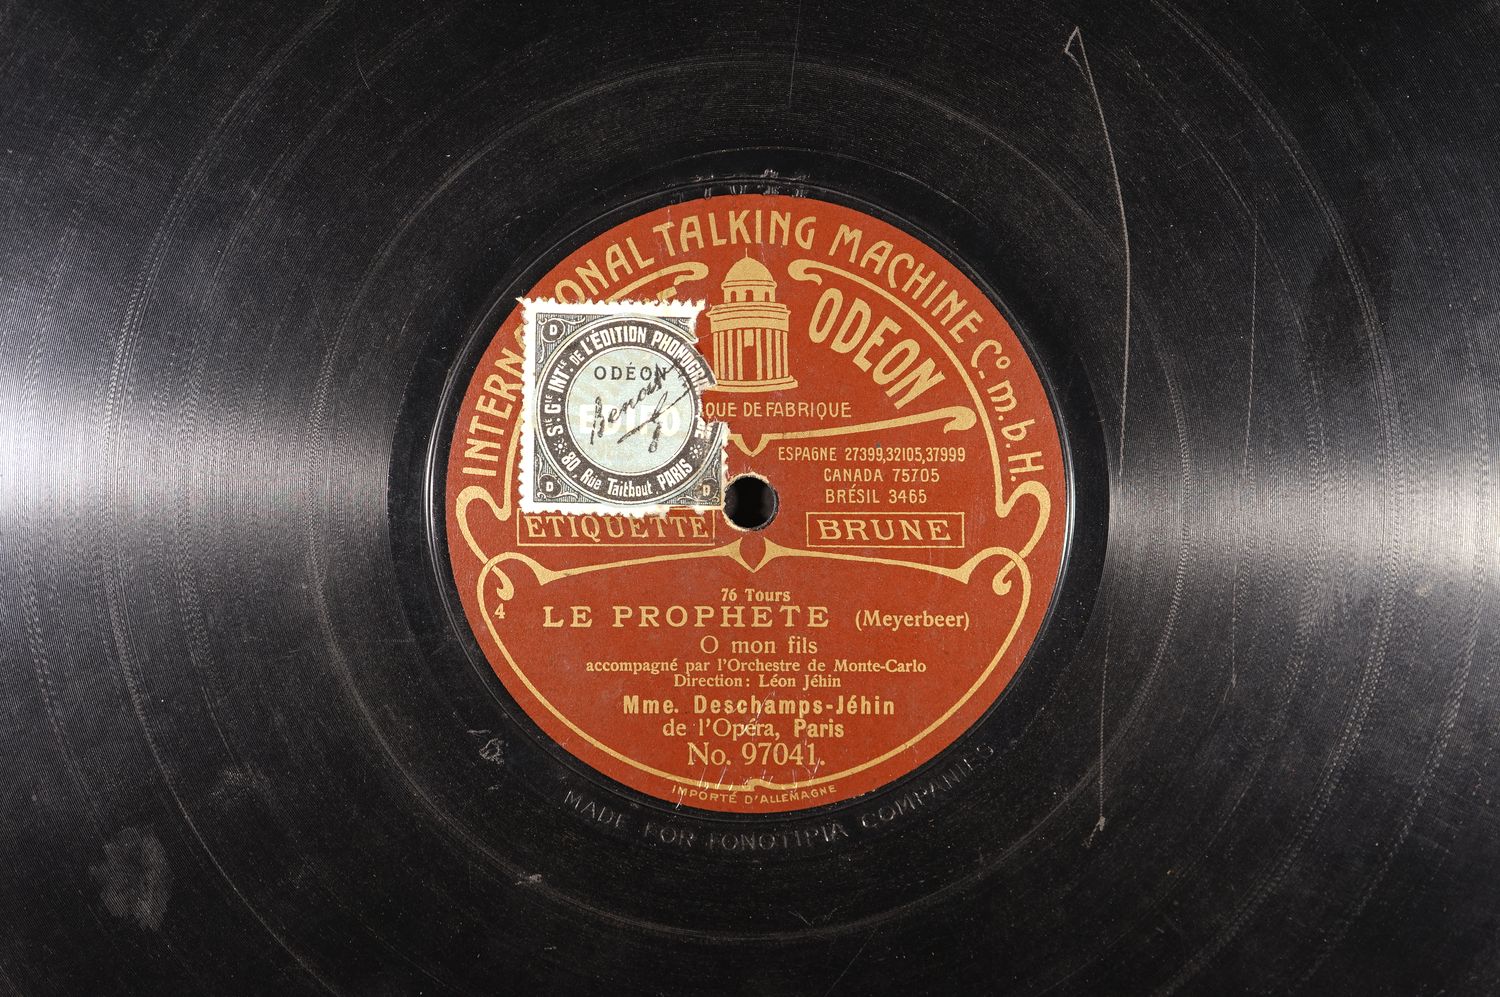 INTERNATIONAL TALKING MACHINE Co. m.b.H.
ODEON
QUE DE FABRIQUE
D
D
D
Sté. Gle. INTle. DE L'ÉDITION PHONOGR
ODÉON
Benoit
80, Rue Taitbout PARIS
ESPAGNE 27399,32105,37999
CANADA 75705
BRÉSIL 3465
ETIQUETTE BRUNE
76 Tours
4
LE PROPHETE (Meyerbeer)
O mon fils
accompagné par l'Orchestre de Monte-Carlo
Direction: Léon Jéhin
Mme. Deschamps-Jéhin
de l'Opéra, Paris
No. 97041.
IMPORTÉ D'ALLEMAGNE
MADE FOR FONOTIPIA COMPANIES